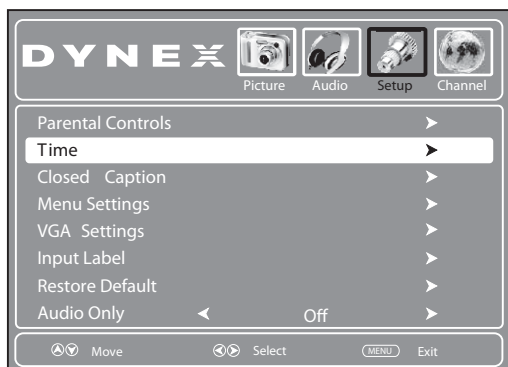 DYNEX
Picture Audio Setup Channel
Parental Controls
Time
Closed Caption
Menu Settings
VGA Settings
Input Label
Restore Default
Audio Only Off
Move Select MENU Exit